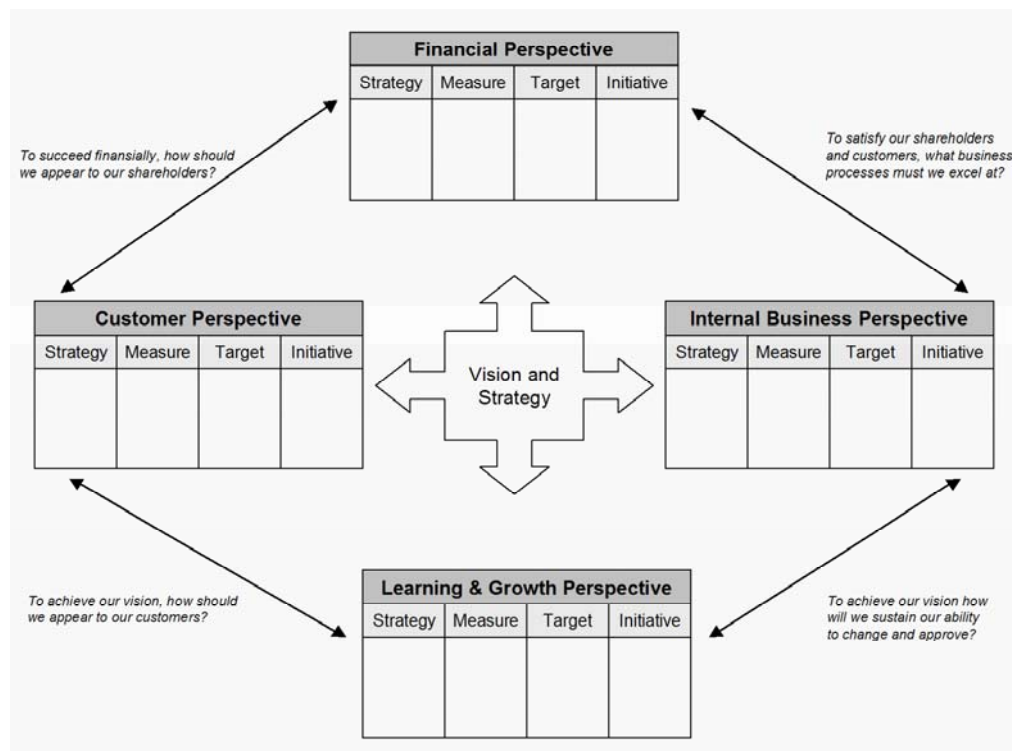 Financial Perspective
Strategy Measure Target Initiative
To succeed finansially, how should
we appear to our shareholders?
To satisfy our shareholders
and customers, what business
processes must we excel at?
Customer Perspective
Strategy Measure Target Initiative
Vision and
Strategy
Internal Business Perspective
Strategy Measure Target Initiative
To achieve our vision, how should
we appear to our customers?
Learning & Growth Perspective
Strategy Measure Target Initiative
To achieve our vision how
will we sustain our ability
to change and approve?